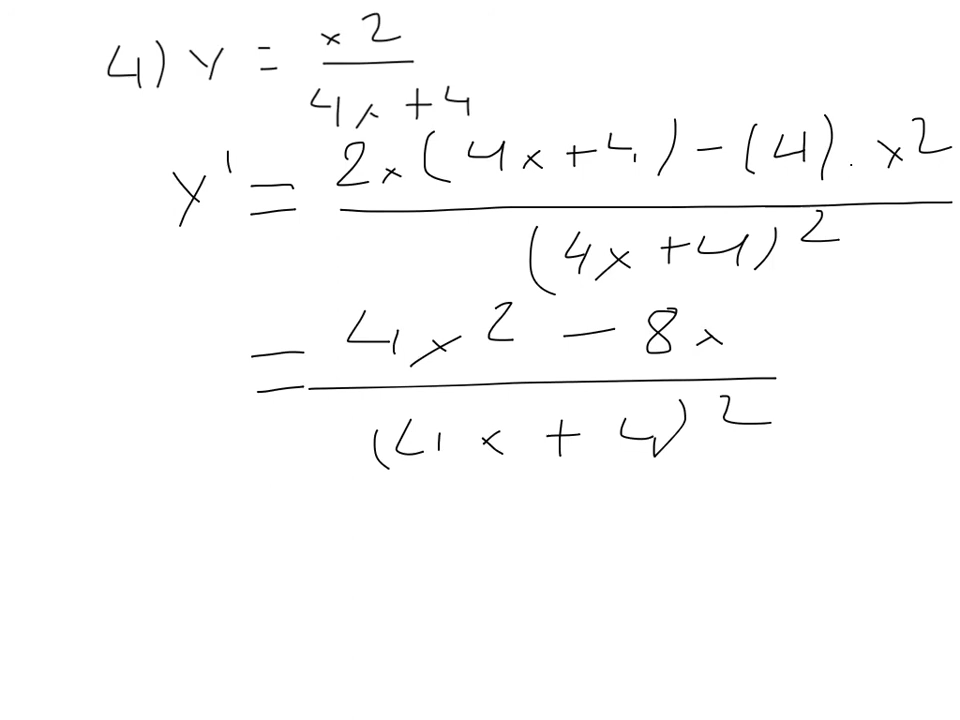 4) y = x2 / 4x + 4
y' = 2x(4x+4) - (4) . x2 / (4x+4)2
= 4x2 - 8x / (4x + 4)2